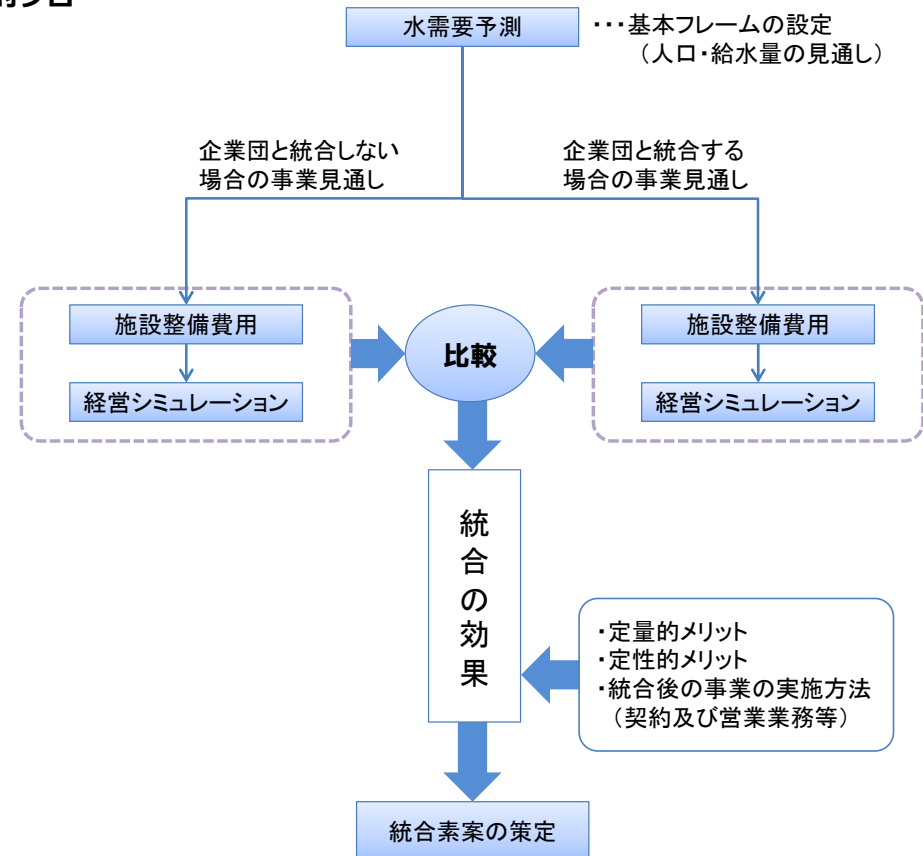 水需要予測
・・・基本フレームの設定
（人口・給水量の見通し）
企業団と統合しない
場合の事業見通し
企業団と統合する
場合の事業見通し
施設整備費用
経営シミュレーション
比較
施設整備費用
経営シミュレーション
統合の効果
・定量的メリット
・定性的メリット
・統合後の事業の実施方法
（契約及び営業業務等）
統合素案の策定